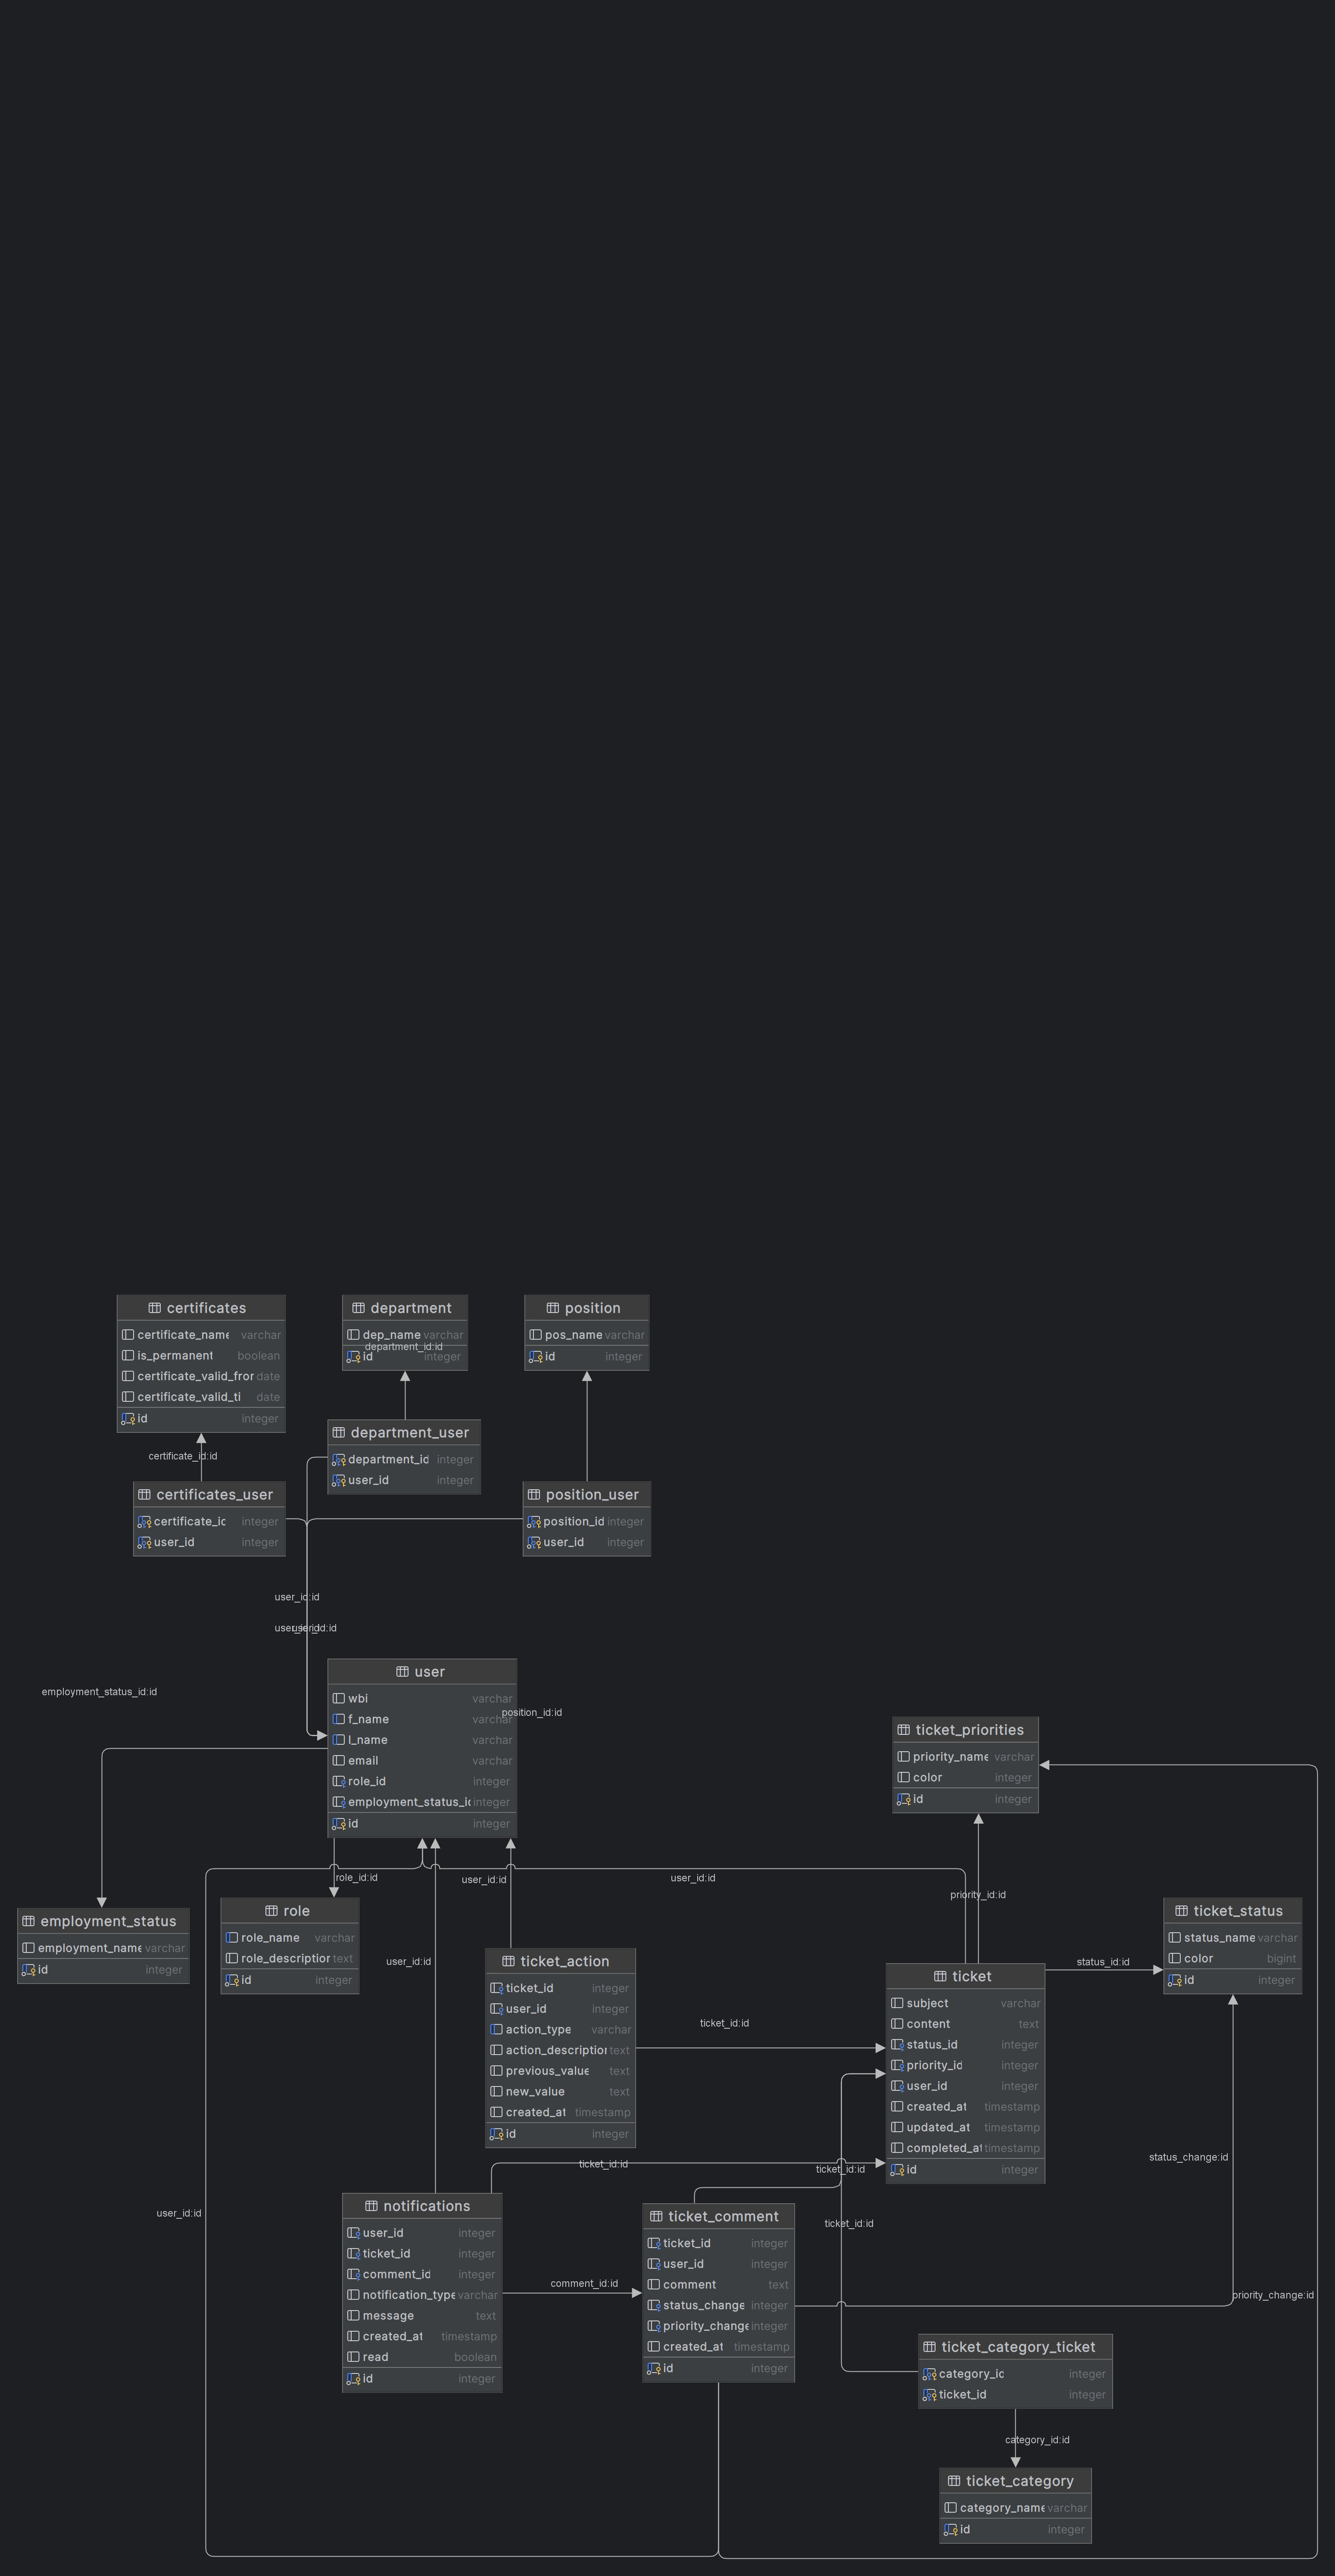 certificates
certificate_name varchar
is_permanent boolean
certificate_valid_fror date
certificate_valid_ti date
id integer
department
dep_name varchar
department_id:id
id integer
position
pos_name varchar
id integer
certificate_id:id
department_user
department_id integer
user_id integer
certificates_user
certificate_ic integer
user_id integer
position_user
position_id integer
user_id integer
user_id:id
user_id:id
user_id:id
employment_status_id:id
user
wbi varchar
f_name varchar
l_name varchar
email varchar
role_id integer
employment_status_ic integer
id integer
position_id:id
ticket_priorities
priority_name varchar
color integer
id integer
role_id:id
user_id:id
user_id:id
priority_id:id
employment_status
employment_name varchar
id integer
role
role_name varchar
role_description text
id integer
user_id:id
ticket_action
ticket_id integer
user_id integer
action_type varchar
action_description text
previous_value text
new_value text
created_at timestamp
id integer
ticket_id:id
ticket
subject varchar
content text
status_id integer
priority_id integer
user_id integer
created_at timestamp
updated_at timestamp
completed_at timestamp
id integer
status_id:id
ticket_status
status_name varchar
color bigint
id integer
status_change:id
ticket_id:id
ticket_id:id
user_id:id
notifications
user_id integer
ticket_id integer
comment_id integer
notification_type varchar
message text
created_at timestamp
read boolean
id integer
comment_id:id
ticket_comment
ticket_id integer
user_id integer
comment text
status_change integer
priority_change integer
created_at timestamp
id integer
ticket_id:id
priority_change:id
ticket_category_ticket
category_ic integer
ticket_id integer
category_id:id
ticket_category
category_name varchar
id integer